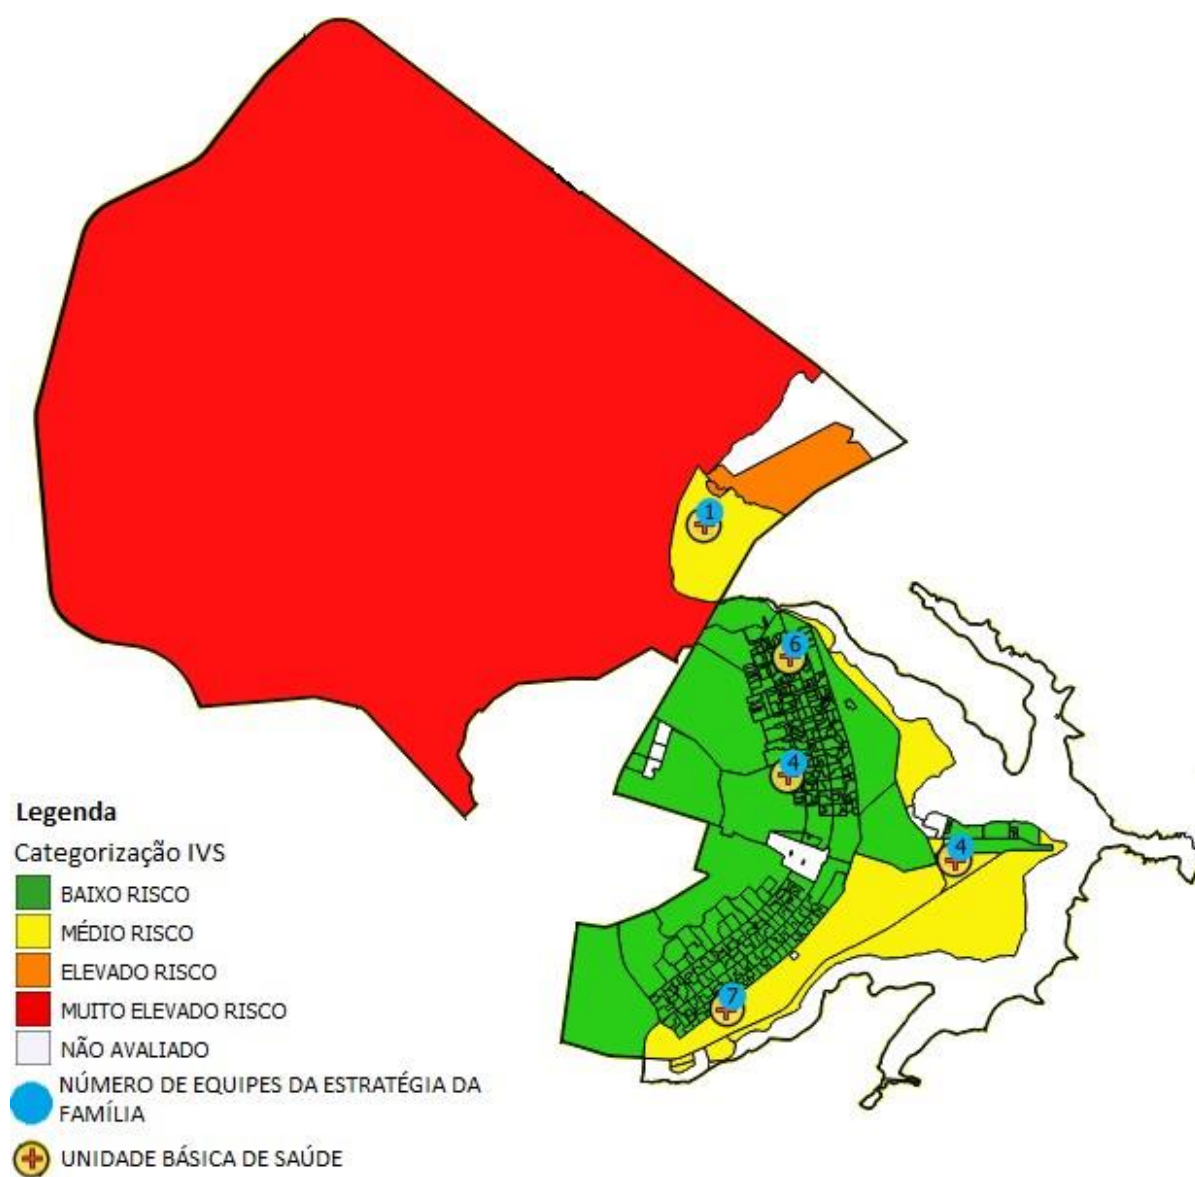 1
6
4
4
7
Legenda
Categorização IVS
BAIXO RISCO
MÉDIO RISCO
ELEVADO RISCO
MUITO ELEVADO RISCO
NÃO AVALIADO
NÚMERO DE EQUIPES DA ESTRATÉGIA DA
FAMÍLIA
UNIDADE BÁSICA DE SAÚDE